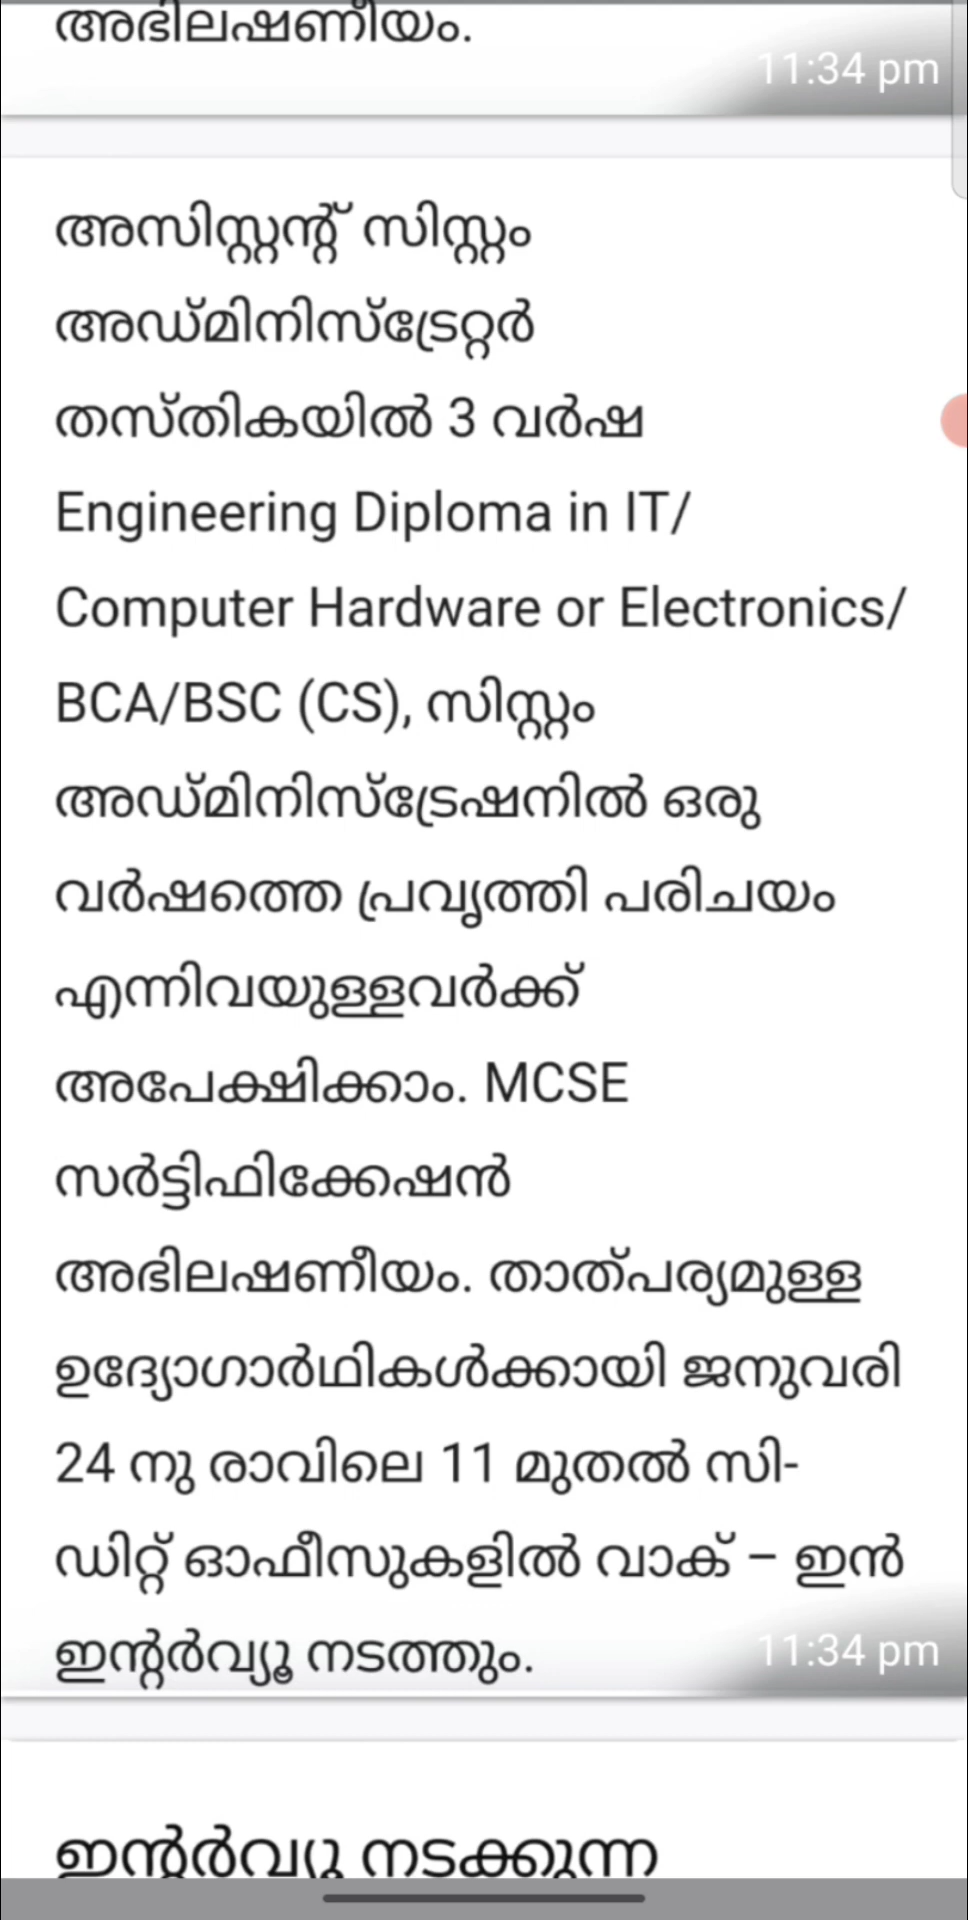 അഭിലഷണീയം.
11:34 pm
അസിസ്റ്റന്റ് സിസ്റ്റം
അഡ്മിനിസ്ട്രേറ്റർ
തസ്തികയിൽ 3 വർഷ
Engineering Diploma in IT/
Computer Hardware or Electronics/
BCA/BSC (CS), സിസ്റ്റം
അഡ്മിനിസ്ട്രേഷനിൽ ഒരു
വർഷത്തെ പ്രവൃത്തി പരിചയം
എന്നിവയുള്ളവർക്ക്
അപേക്ഷിക്കാം. MCSE
സർട്ടിഫിക്കേഷൻ
അഭിലഷണീയം. താത്പര്യമുള്ള
ഉദ്യോഗാർഥികൾക്കായി ജനുവരി
24 നു രാവിലെ 11 മുതൽ സി-
ഡിറ്റ് ഓഫീസുകളിൽ വാക് – ഇൻ
ഇന്റർവ്യൂ നടത്തും.
11:34 pm
ഇന്റർവ്യു നടക്കുന്ന